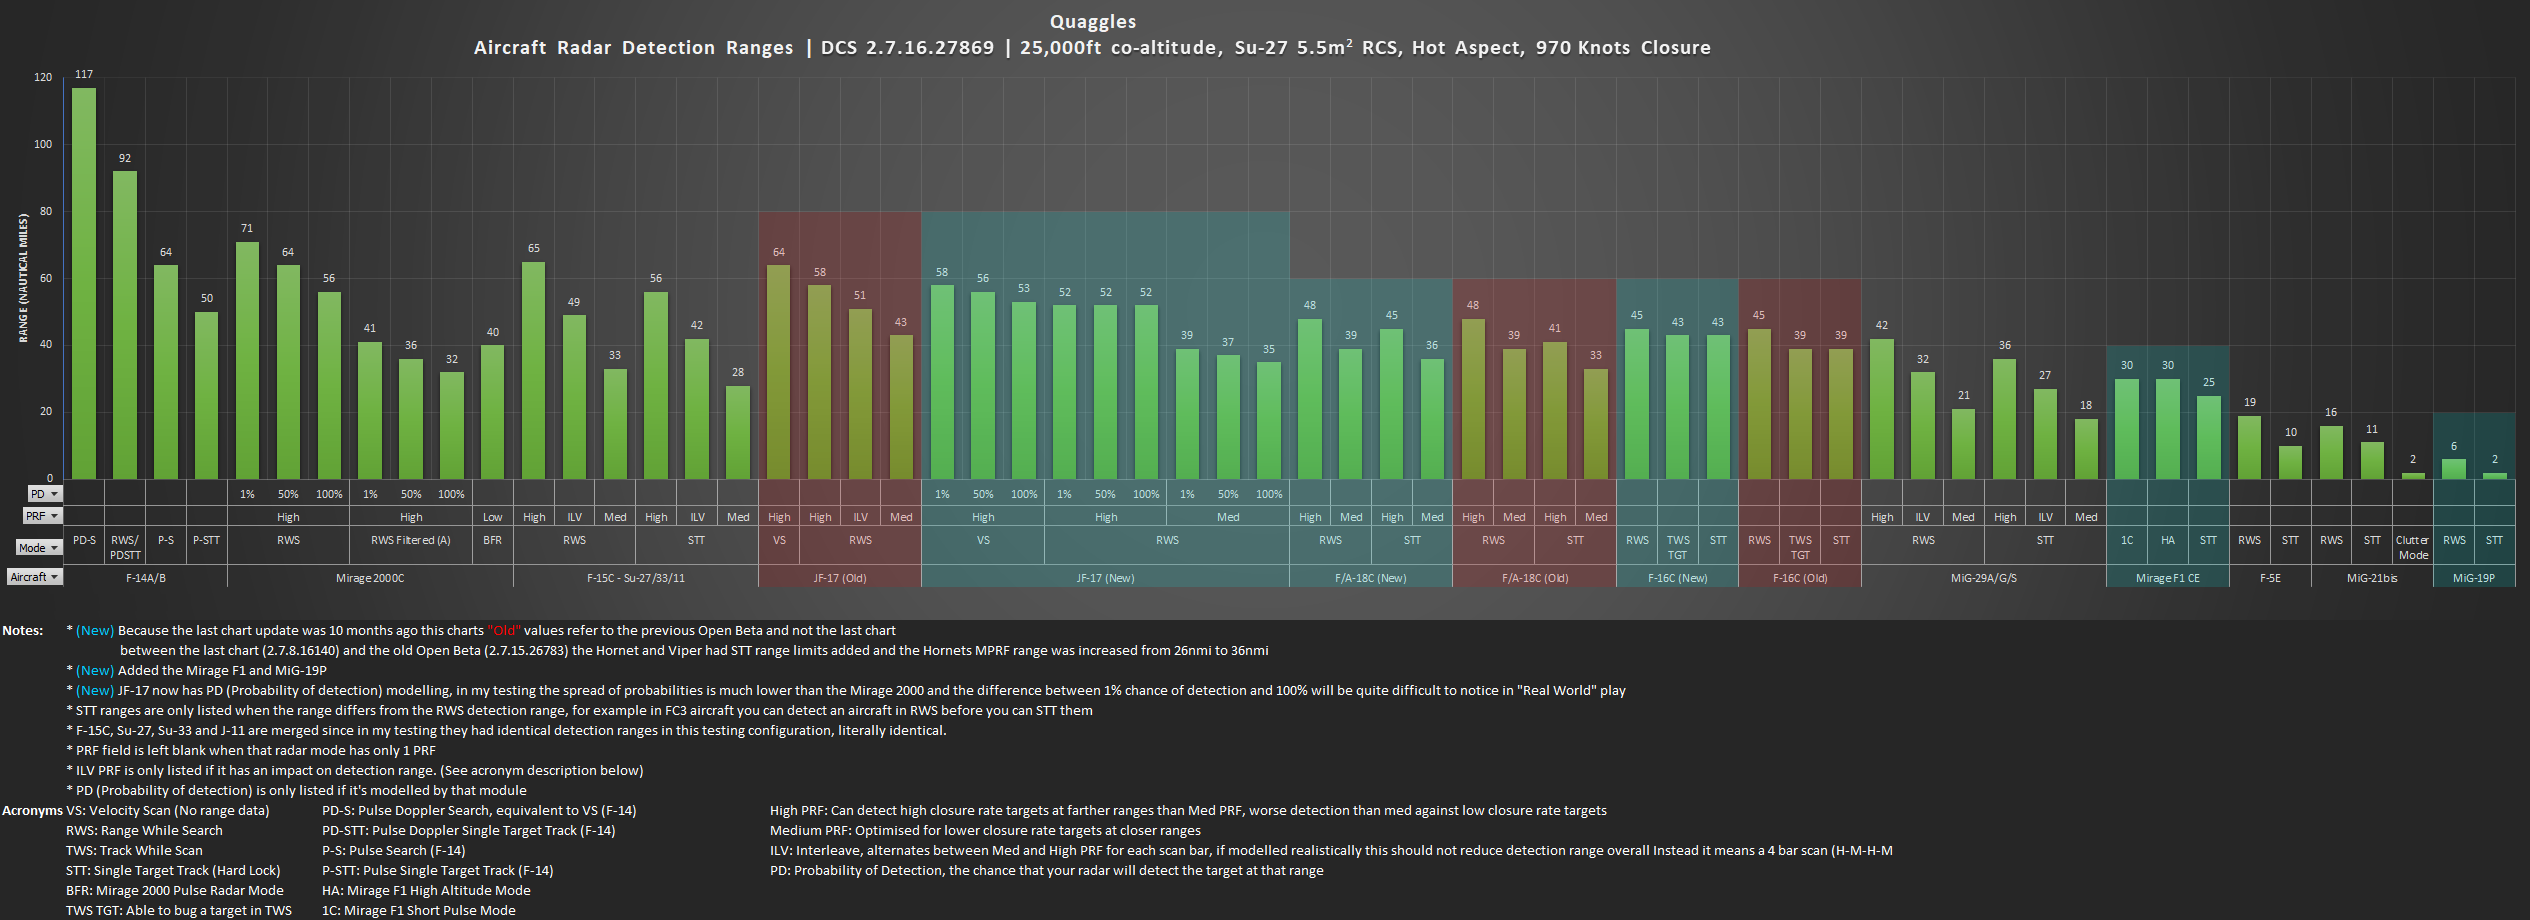 Quaggles
Aircraft Radar Detection Ranges | DCS 2.7.16.27869 | 25,000ft co-altitude, Su-27 5.5m² RCS, Hot Aspect, 970 Knots Closure
RANGE (NAUTICAL MILES)
120
100
80
60
40
20
0
117 92 64 50 71 64 56 41 36 32 40 65 49 33 56 42 28 64 58 51 43 58 56 53 52 52 52 39 37 35 48 39 45 36 48 39 41 33 45 43 43 45 39 39 42 32 21 36 27 18 30 30 25 19 10 16 11 2 6 2
PD 1% 50% 100% 1% 50% 100% 1% 50% 100% 1% 50% 100% 1% 50% 100%
PRF High High Low High ILV Med High ILV Med High High ILV Med High High Med High Med High Med High Med High Med High ILV Med High ILV Med
Mode PD-S RWS/ PDSTT P-S P-STT RWS RWS Filtered (A) BFR RWS STT VS RWS VS RWS RWS STT RWS STT RWS TWS TGT STT RWS TWS TGT STT RWS STT 1C HA STT RWS STT RWS STT Clutter Mode RWS STT
Aircraft F-14A/B Mirage 2000C F-15C - Su-27/33/11 JF-17 (Old) JF-17 (New) F/A-18C (New) F/A-18C (Old) F-16C (New) F-16C (Old) MiG-29A/G/S Mirage F1 CE F-5E MiG-21bis MiG-19P
Notes: * (New) Because the last chart update was 10 months ago this charts "Old" values refer to the previous Open Beta and not the last chart
between the last chart (2.7.8.16140) and the old Open Beta (2.7.15.26783) the Hornet and Viper had STT range limits added and the Hornets MPRF range was increased from 26nmi to 36nmi
* (New) Added the Mirage F1 and MiG-19P
* (New) JF-17 now has PD (Probability of detection) modelling, in my testing the spread of probabilities is much lower than the Mirage 2000 and the difference between 1% chance of detection and 100% will be quite difficult to notice in "Real World" play
* STT ranges are only listed when the range differs from the RWS detection range, for example in FC3 aircraft you can detect an aircraft in RWS before you can STT them
* F-15C, Su-27, Su-33 and J-11 are merged since in my testing they had identical detection ranges in this testing configuration, literally identical.
* PRF field is left blank when that radar mode has only 1 PRF
* ILV PRF is only listed if it has an impact on detection range. (See acronym description below)
* PD (Probability of detection) is only listed if it's modelled by that module
Acronyms VS: Velocity Scan (No range data) PD-S: Pulse Doppler Search, equivalent to VS (F-14) High PRF: Can detect high closure rate targets at farther ranges than Med PRF, worse detection than med against low closure rate targets
RWS: Range While Search PD-STT: Pulse Doppler Single Target Track (F-14) Medium PRF: Optimised for lower closure rate targets at closer ranges
TWS: Track While Scan P-S: Pulse Search (F-14) ILV: Interleave, alternates between Med and High PRF for each scan bar, if modelled realistically this should not reduce detection range overall Instead it means a 4 bar scan (H-M-H-M
STT: Single Target Track (Hard Lock) P-STT: Pulse Single Target Track (F-14) PD: Probability of Detection, the chance that your radar will detect the target at that range
BFR: Mirage 2000 Pulse Radar Mode HA: Mirage F1 High Altitude Mode
TWS TGT: Able to bug a target in TWS 1C: Mirage F1 Short Pulse Mode